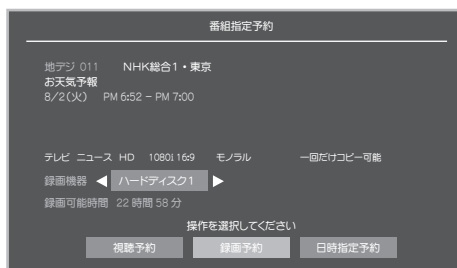 番組指定予約
地デジ 011 NHK総合1・東京
お天気予報
8/2(火) PM 6:52 - PM 7:00
テレビ ニュース HD 1080i 16:9 モノラル 一回だけコピー可能
録画機器 ◀ ハードディスク1 ▶
録画可能時間 22 時間 58 分
操作を選択してください
視聴予約 録画予約 日時指定予約